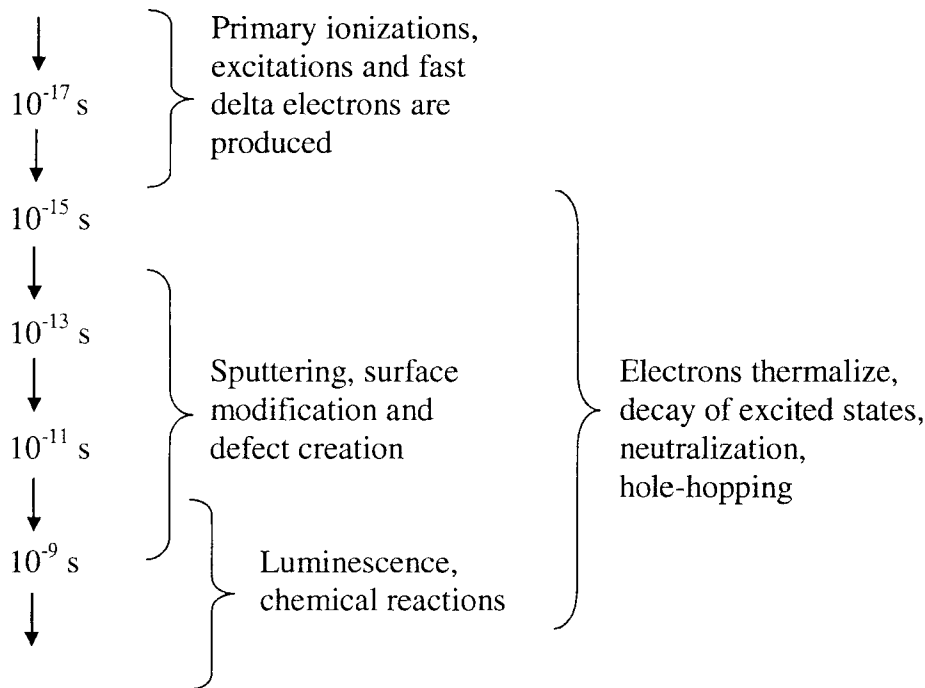 Primary ionizations,
excitations and fast
delta electrons are
produced
10⁻¹⁷ s
10⁻¹⁵ s
10⁻¹³ s
10⁻¹¹ s
10⁻⁹ s
Sputtering, surface
modification and
defect creation
Luminescence,
chemical reactions
Electrons thermalize,
decay of excited states,
neutralization,
hole-hopping